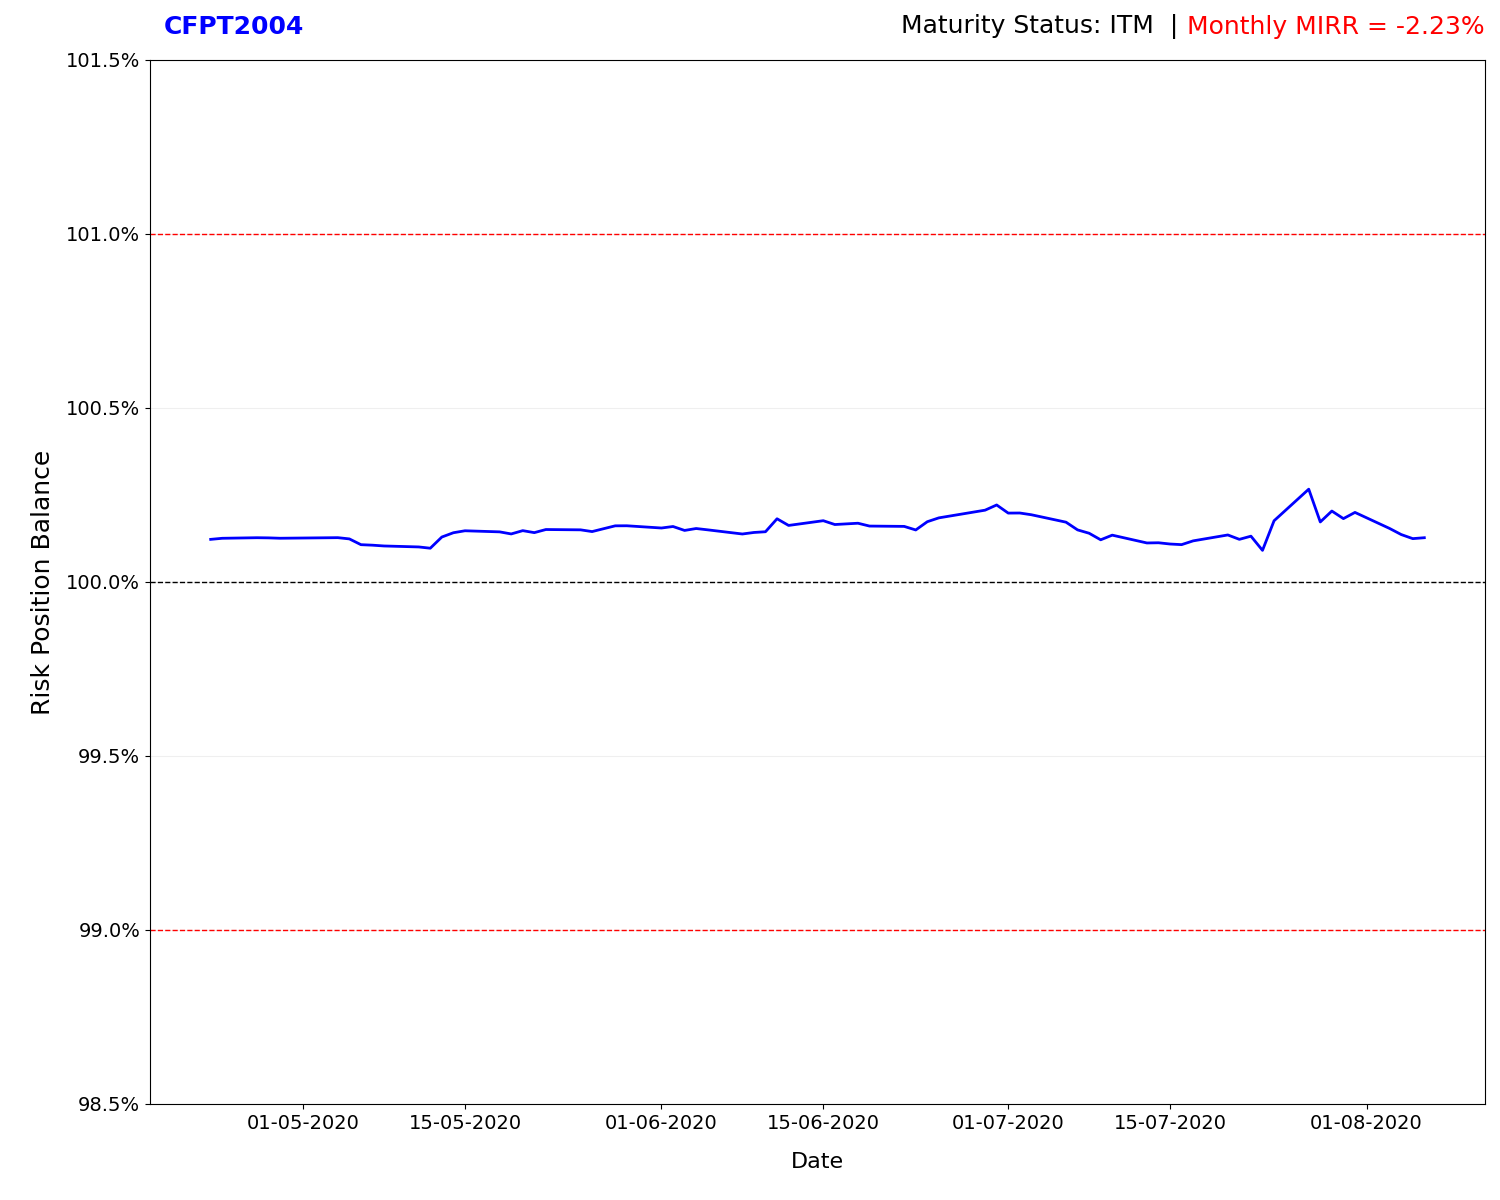 CFPT2004
Maturity Status: ITM | Monthly MIRR = -2.23%
101.5%
101.0%
100.5%
100.0%
99.5%
99.0%
98.5%
Risk Position Balance
01-05-2020 15-05-2020 01-06-2020 15-06-2020 01-07-2020 15-07-2020 01-08-2020
Date